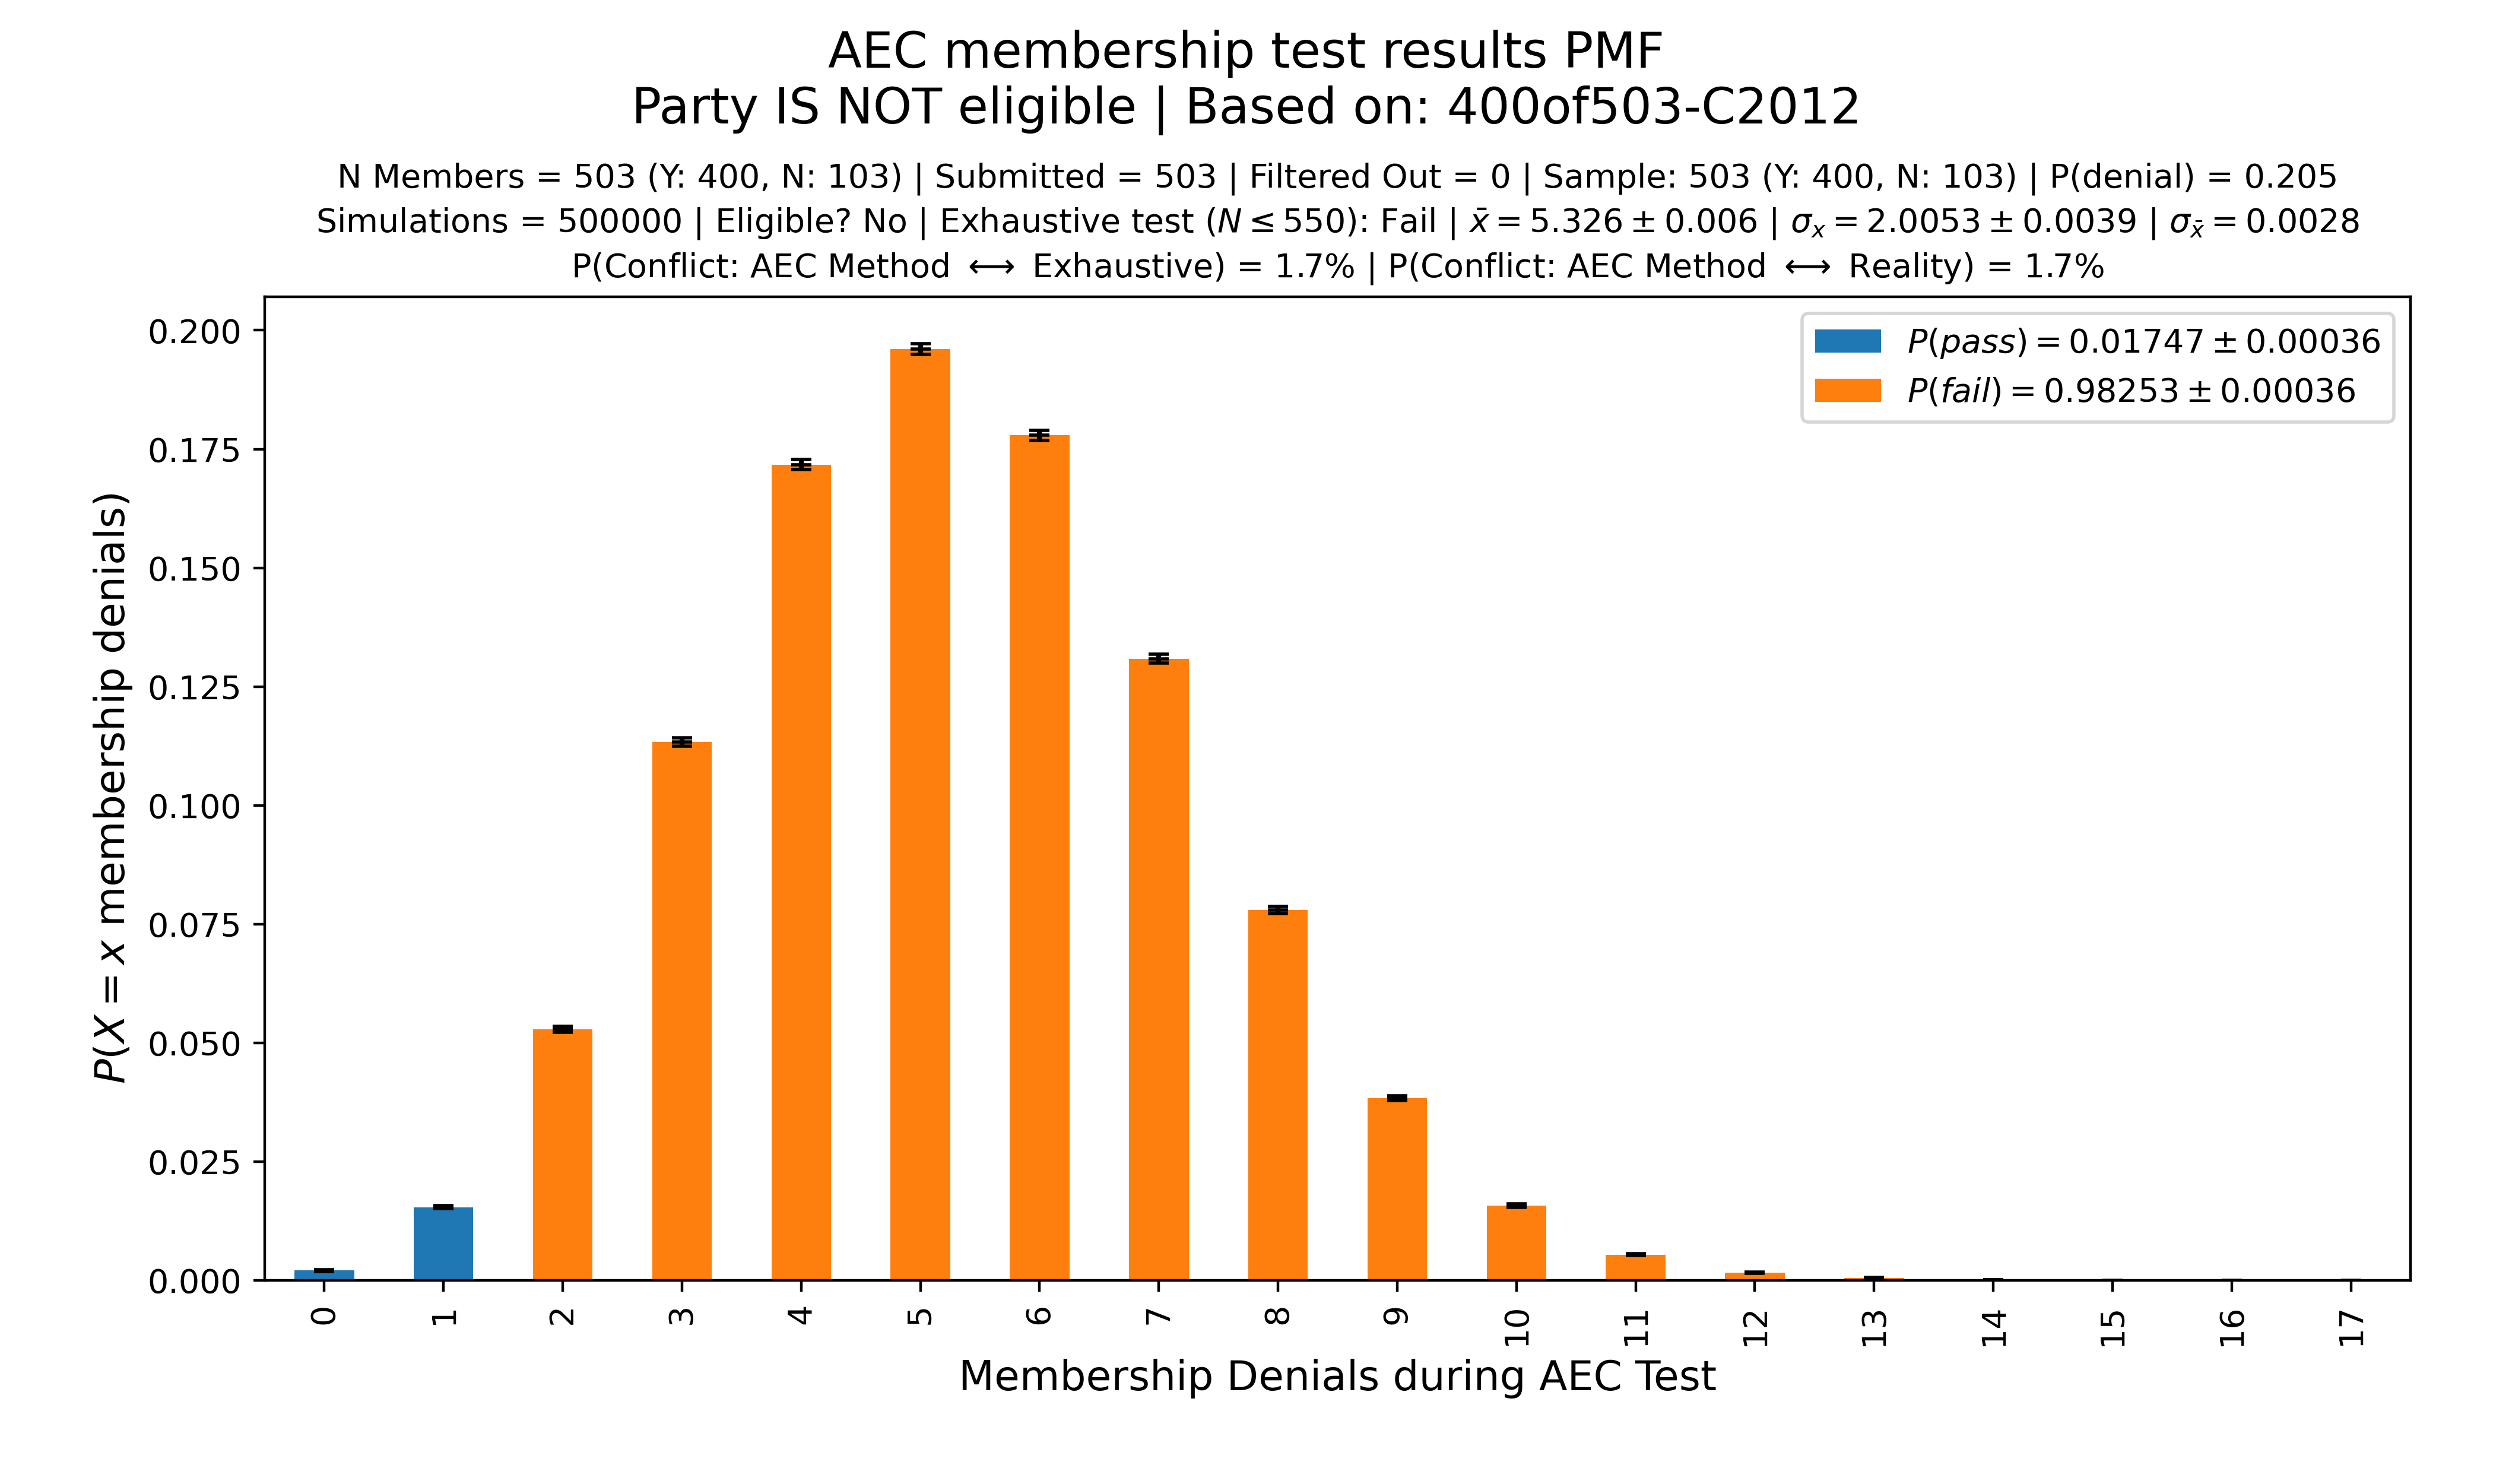 AEC membership test results PMF
Party IS NOT eligible | Based on: 400of503-C2012
N Members = 503 (Y: 400, N: 103) | Submitted = 503 | Filtered Out = 0 | Sample: 503 (Y: 400, N: 103) | P(denial) = 0.205
Simulations = 500000 | Eligible? No | Exhaustive test (N ≤ 550): Fail | x̄ = 5.326 ± 0.006 | σₓ = 2.0053 ± 0.0039 | σ_x̄ = 0.0028
P(Conflict: AEC Method ⟷ Exhaustive) = 1.7% | P(Conflict: AEC Method ⟷ Reality) = 1.7%
P(pass) = 0.01747 ± 0.00036
P(fail) = 0.98253 ± 0.00036
P(X = x membership denials)
0.200
0.175
0.150
0.125
0.100
0.075
0.050
0.025
0.000
0 1 2 3 4 5 6 7 8 9 10 11 12 13 14 15 16 17
Membership Denials during AEC Test